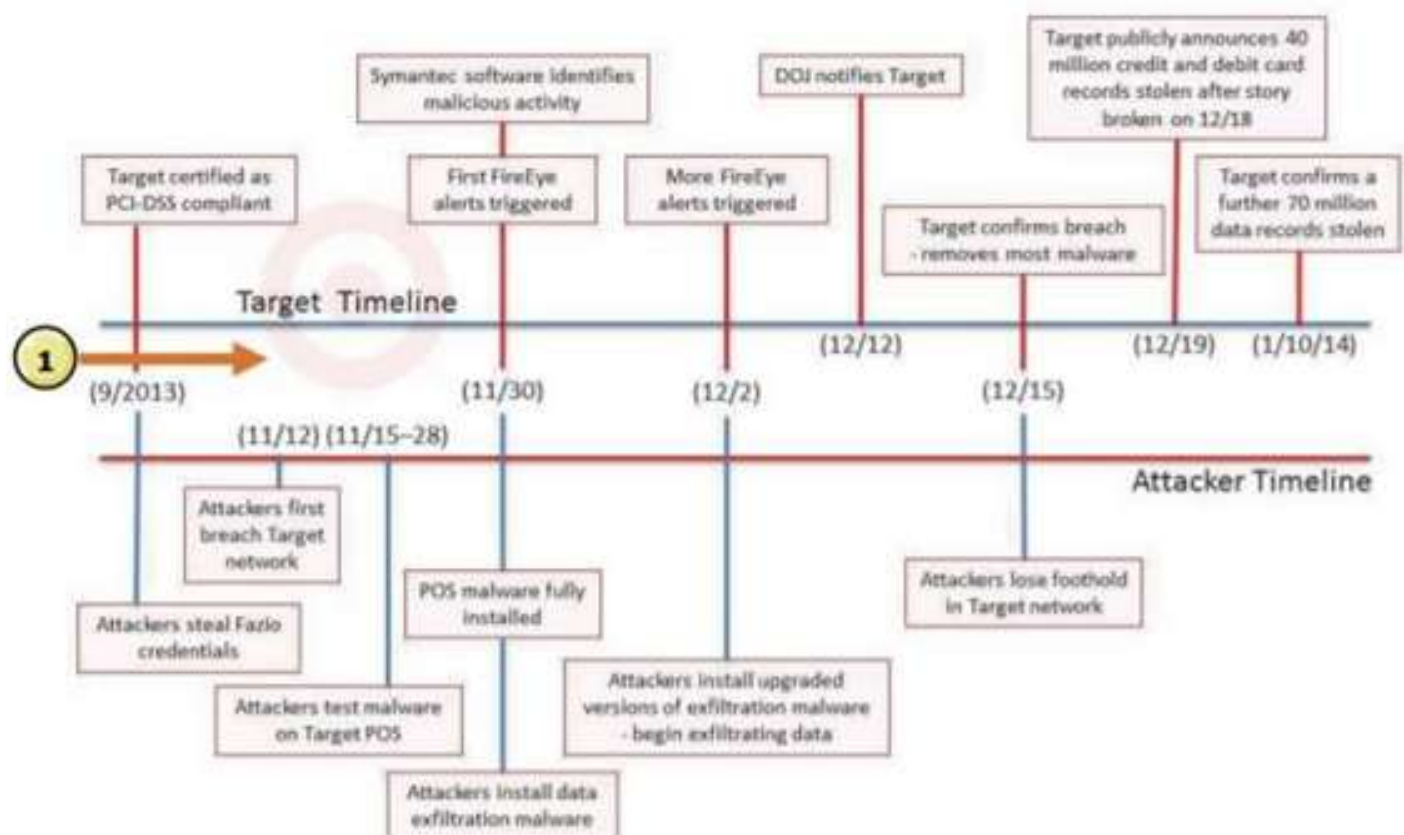 Target publicly announces 40
million credit and debit card
records stolen after story
broken on 12/18
Symantec software identifies
malicious activity
DOJ notifies Target
Target certified as
PCI-DSS compliant
First FireEye
alerts triggered
More FireEye
alerts triggered
Target confirms breach
- removes most malware
Target confirms a
further 70 million
data records stolen
Target Timeline
1
(12/12)
(12/19)
(1/10/14)
(9/2013)
(11/30)
(12/2)
(12/15)
(11/12)
(11/15–28)
Attacker Timeline
Attackers first
breach Target
network
Attackers steal Fazio
credentials
POS malware fully
installed
Attackers lose foothold
in Target network
Attackers test malware
on Target POS
Attackers install upgraded
versions of exfiltration malware
- begin exfiltrating data
Attackers install data
exfiltration malware